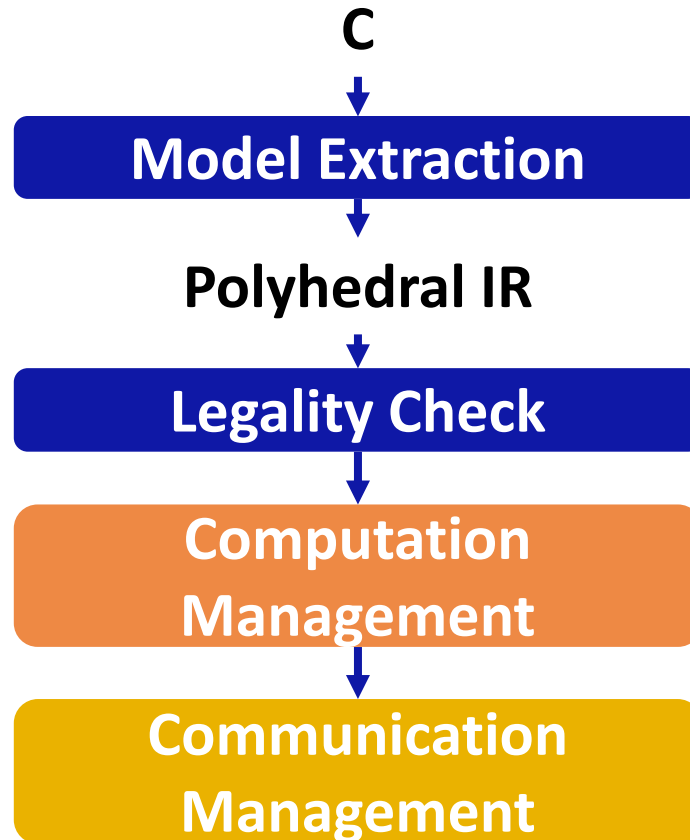 C
Model Extraction
Polyhedral IR
Legality Check
Computation
Management
Communication
Management